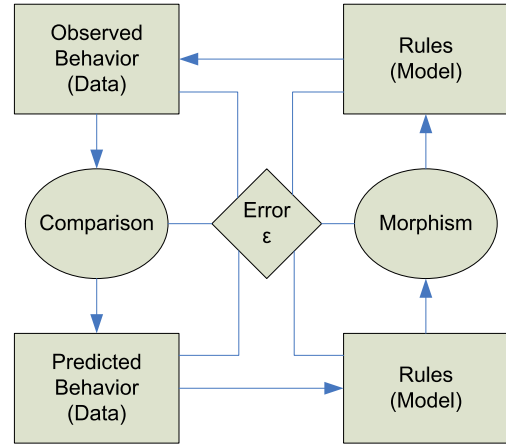 Observed
Behavior
(Data)
Rules
(Model)
Comparison
Error
ε
Morphism
Predicted
Behavior
(Data)
Rules
(Model)